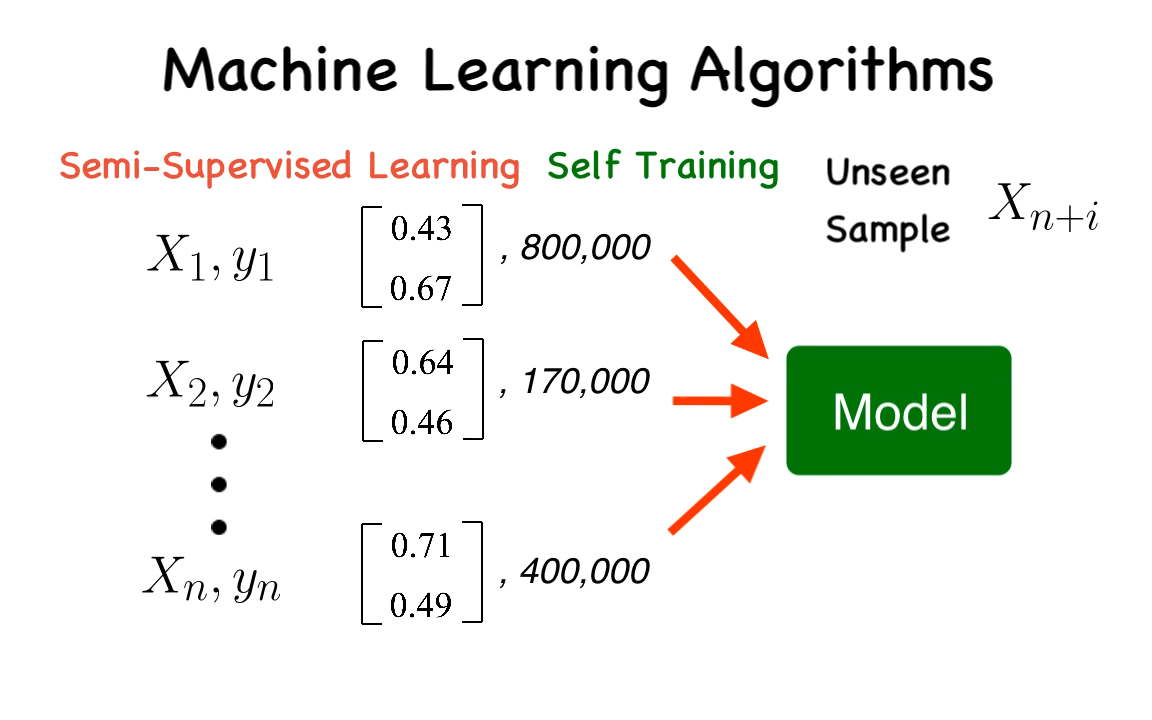 Machine Learning Algorithms
Semi-Supervised Learning Self Training
Unseen
Sample
X_{n+i}
X_1, y_1
0.43
0.67
, 800,000
X_2, y_2
0.64
0.46
, 170,000
X_n, y_n
0.71
0.49
, 400,000
Model